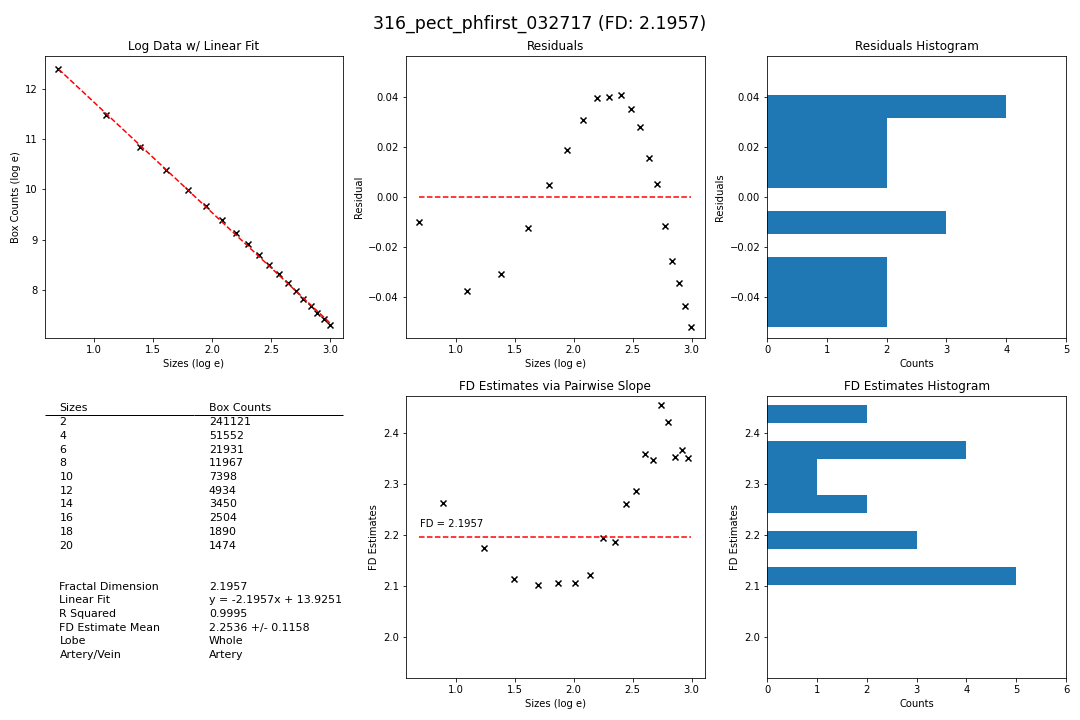 316_pect_phfirst_032717 (FD: 2.1957)
Log Data w/ Linear Fit
Box Counts (log e)
12
11
10
9
8
1.0 1.5 2.0 2.5 3.0
Sizes (log e)
Residuals
Residual
0.04
0.02
0.00
−0.02
−0.04
1.0 1.5 2.0 2.5 3.0
Sizes (log e)
Residuals Histogram
Residuals
0.04
0.02
0.00
−0.02
−0.04
0 1 2 3 4 5
Counts
Sizes Box Counts
2 241121
4 51552
6 21931
8 11967
10 7398
12 4934
14 3450
16 2504
18 1890
20 1474
Fractal Dimension 2.1957
Linear Fit y = -2.1957x + 13.9251
R Squared 0.9995
FD Estimate Mean 2.2536 +/- 0.1158
Lobe Whole
Artery/Vein Artery
FD Estimates via Pairwise Slope
FD Estimates
2.4
2.3
2.2
2.1
2.0
FD = 2.1957
1.0 1.5 2.0 2.5 3.0
Sizes (log e)
FD Estimates Histogram
FD Estimates
2.4
2.3
2.2
2.1
2.0
0 1 2 3 4 5 6
Counts